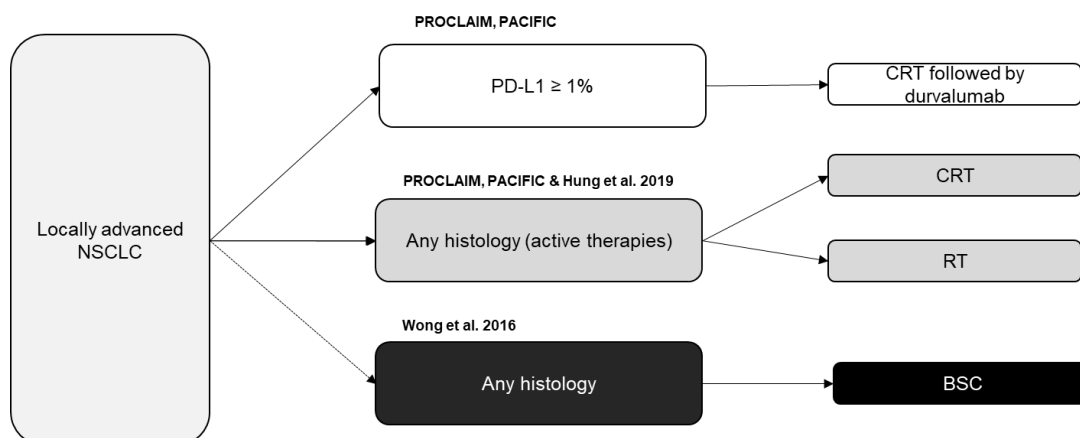 PROCLAIM, PACIFIC
PD-L1 ≥ 1%
CRT followed by
durvalumab
PROCLAIM, PACIFIC & Hung et al. 2019
Locally advanced
NSCLC
Any histology (active therapies)
CRT
RT
Wong et al. 2016
Any histology
BSC